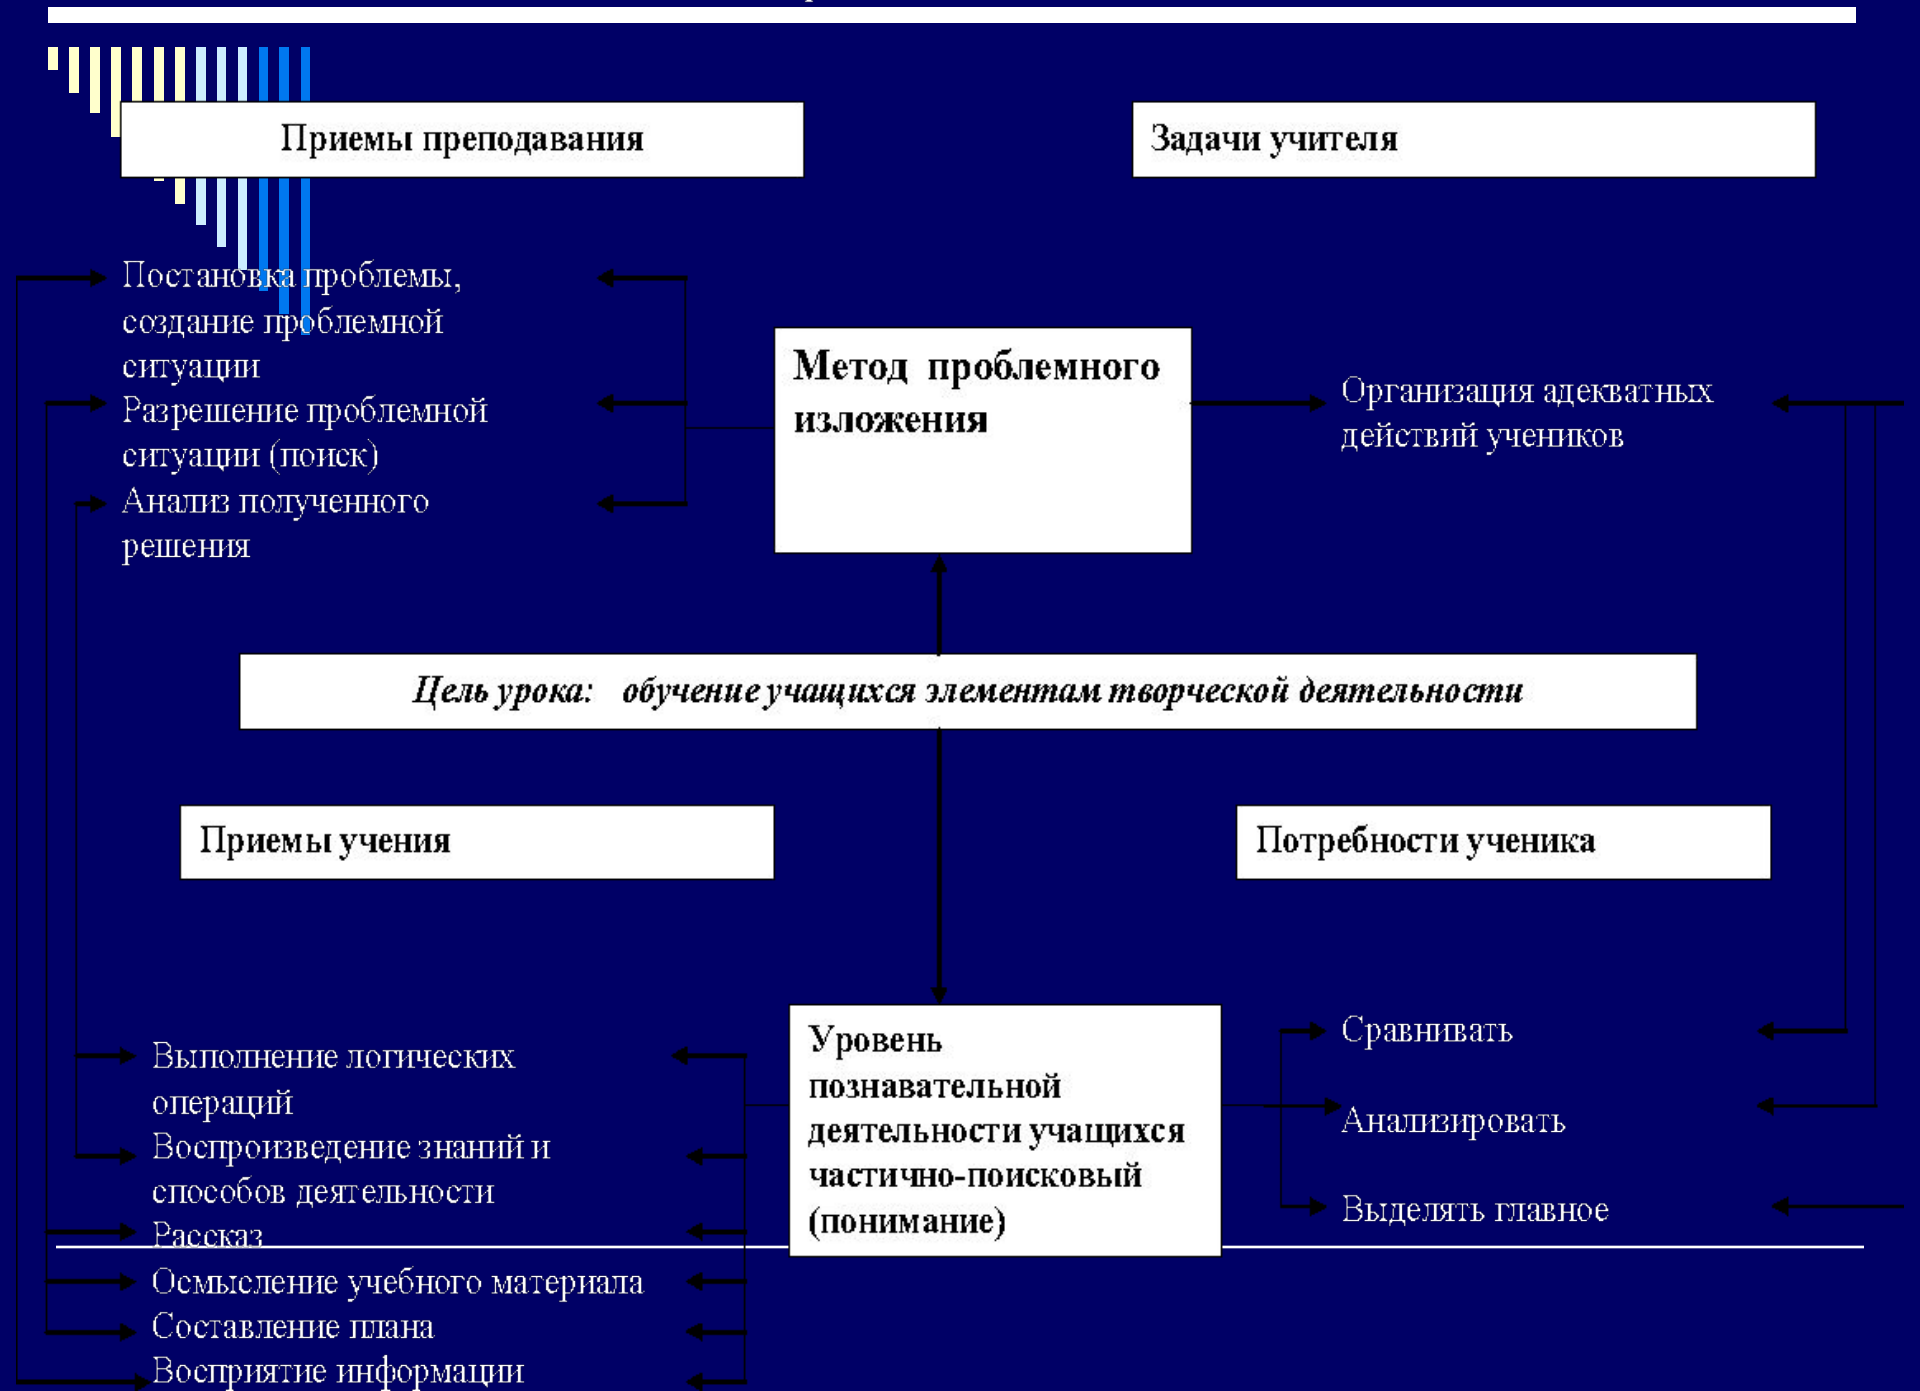 Приемы преподавания
Задачи учителя
Постановка проблемы,
создание проблемной
ситуации
Разрешение проблемной
ситуации (поиск)
Анализ полученного
решения
Метод проблемного
изложения
Организация адекватных
действий учеников
Цель урока: обучение учащихся элементам творческой деятельности
Приемы учения
Потребности ученика
Выполнение логических
операций
Воспроизведение знаний и
способов деятельности
Рассказ
Осмысление учебного материала
Составление плана
Восприятие информации
Уровень
познавательной
деятельности учащихся
частично-поисковый
(понимание)
Сравнивать
Анализировать
Выделять главное